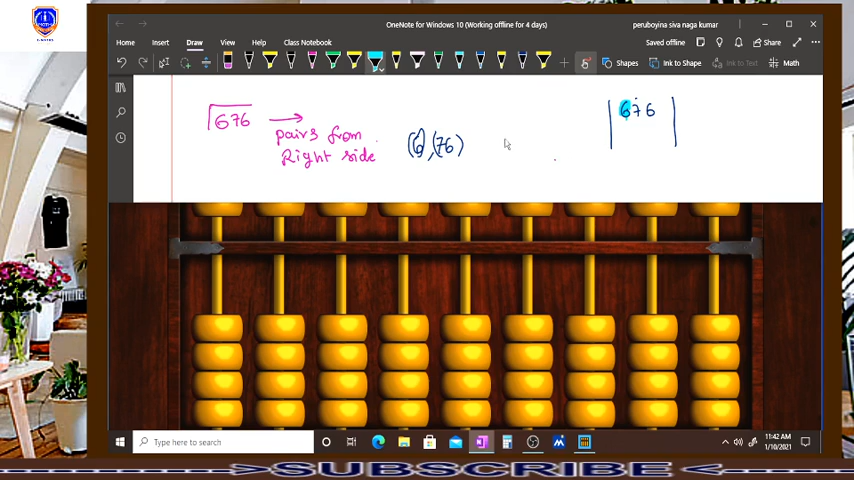 OneNote for Windows 10 (Working offline for 4 days)
peruboyina siva naga kumar
Home Insert Draw View Help Class Notebook
Saved offline
Share
Shapes
Ink to Shape
Ink to Text
Math
676
pairs from
Right side
(6),(76)
676
Type here to search
11:42 AM
1/10/2021
SUBSCRIBE